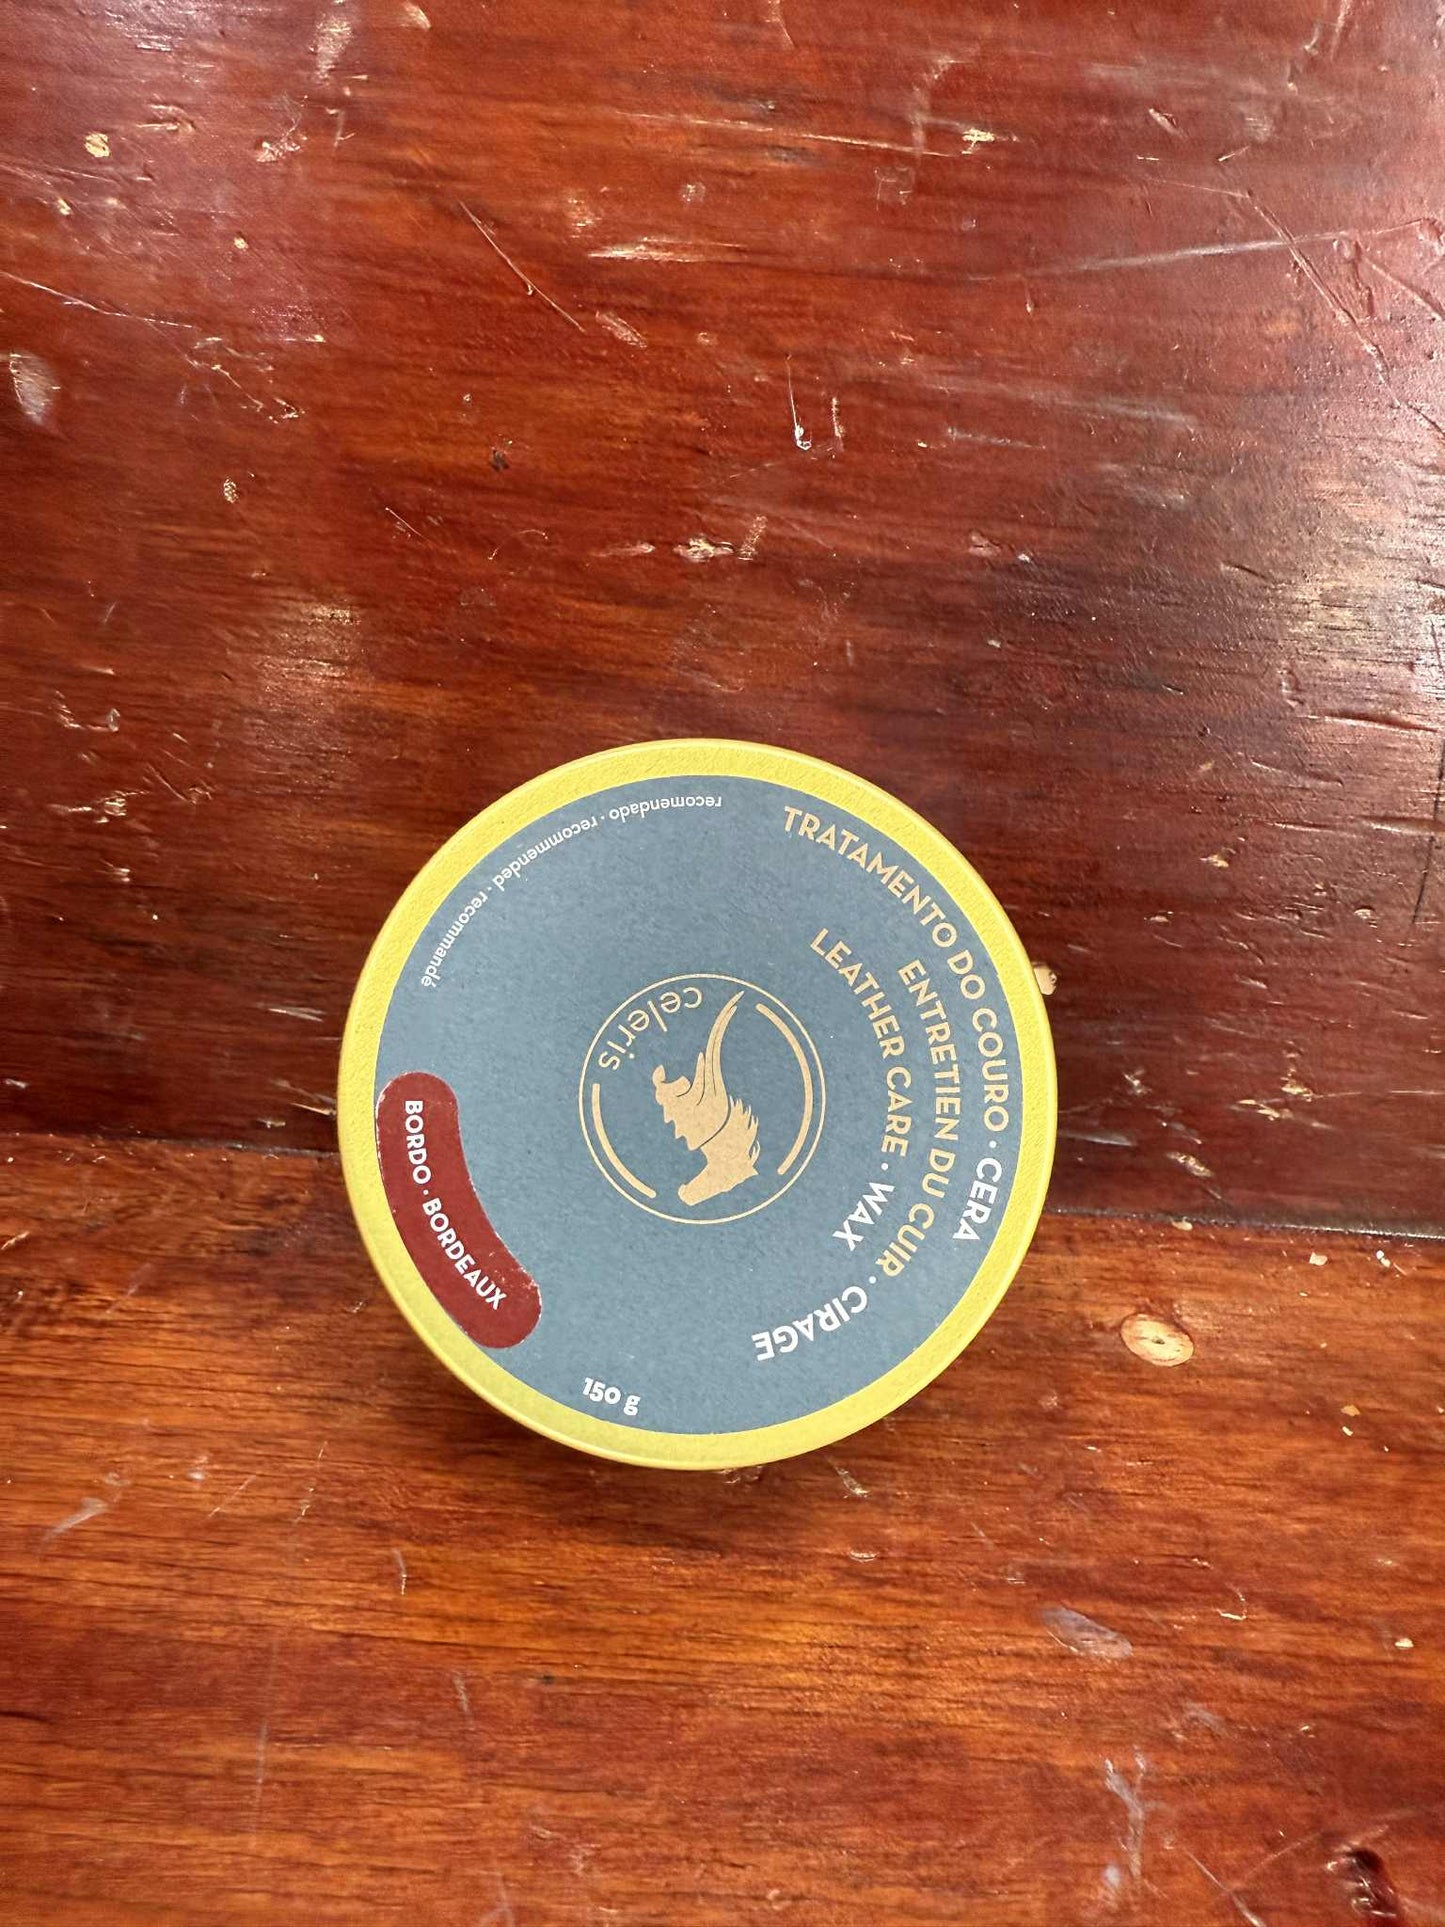 TRATAMENTO DO COURO · CERA
ENTRETIEN DU CUIR · CIRAGE
LEATHER CARE · WAX
celeris
recommandé · recommended · recomendado
BORDO · BORDEAUX
150 g